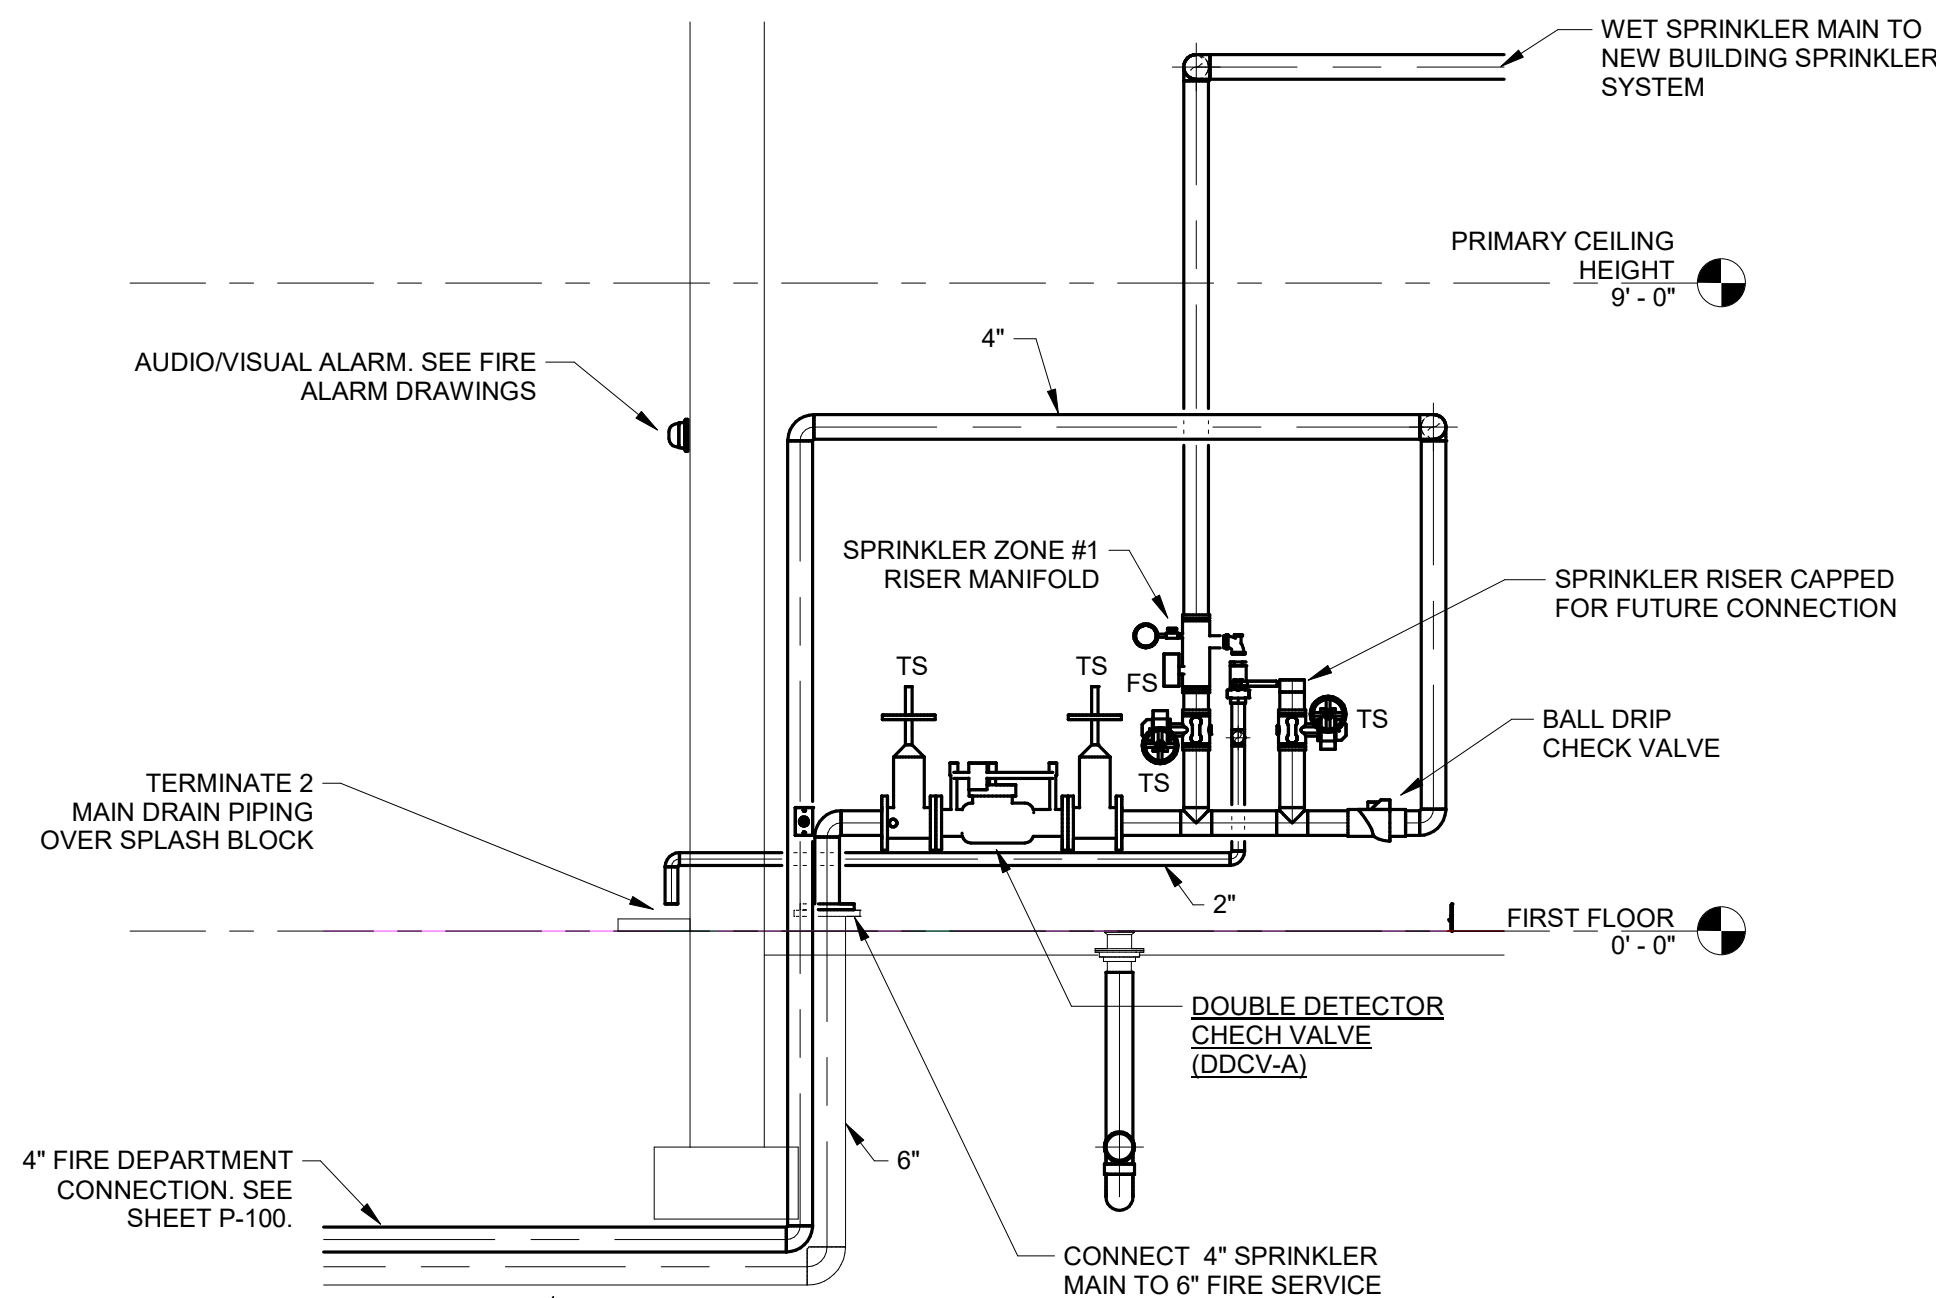 WET SPRINKLER MAIN TO
NEW BUILDING SPRINKLER
SYSTEM
PRIMARY CEILING
HEIGHT
9' - 0"
4"
AUDIO/VISUAL ALARM. SEE FIRE
ALARM DRAWINGS
SPRINKLER ZONE #1
RISER MANIFOLD
SPRINKLER RISER CAPPED
FOR FUTURE CONNECTION
TS
TS
FS
TS
TS
BALL DRIP
CHECK VALVE
TERMINATE 2
MAIN DRAIN PIPING
OVER SPLASH BLOCK
2"
FIRST FLOOR
0' - 0"
DOUBLE DETECTOR
CHECH VALVE
(DDCV-A)
4" FIRE DEPARTMENT
CONNECTION. SEE
SHEET P-100.
6"
CONNECT 4" SPRINKLER
MAIN TO 6" FIRE SERVICE